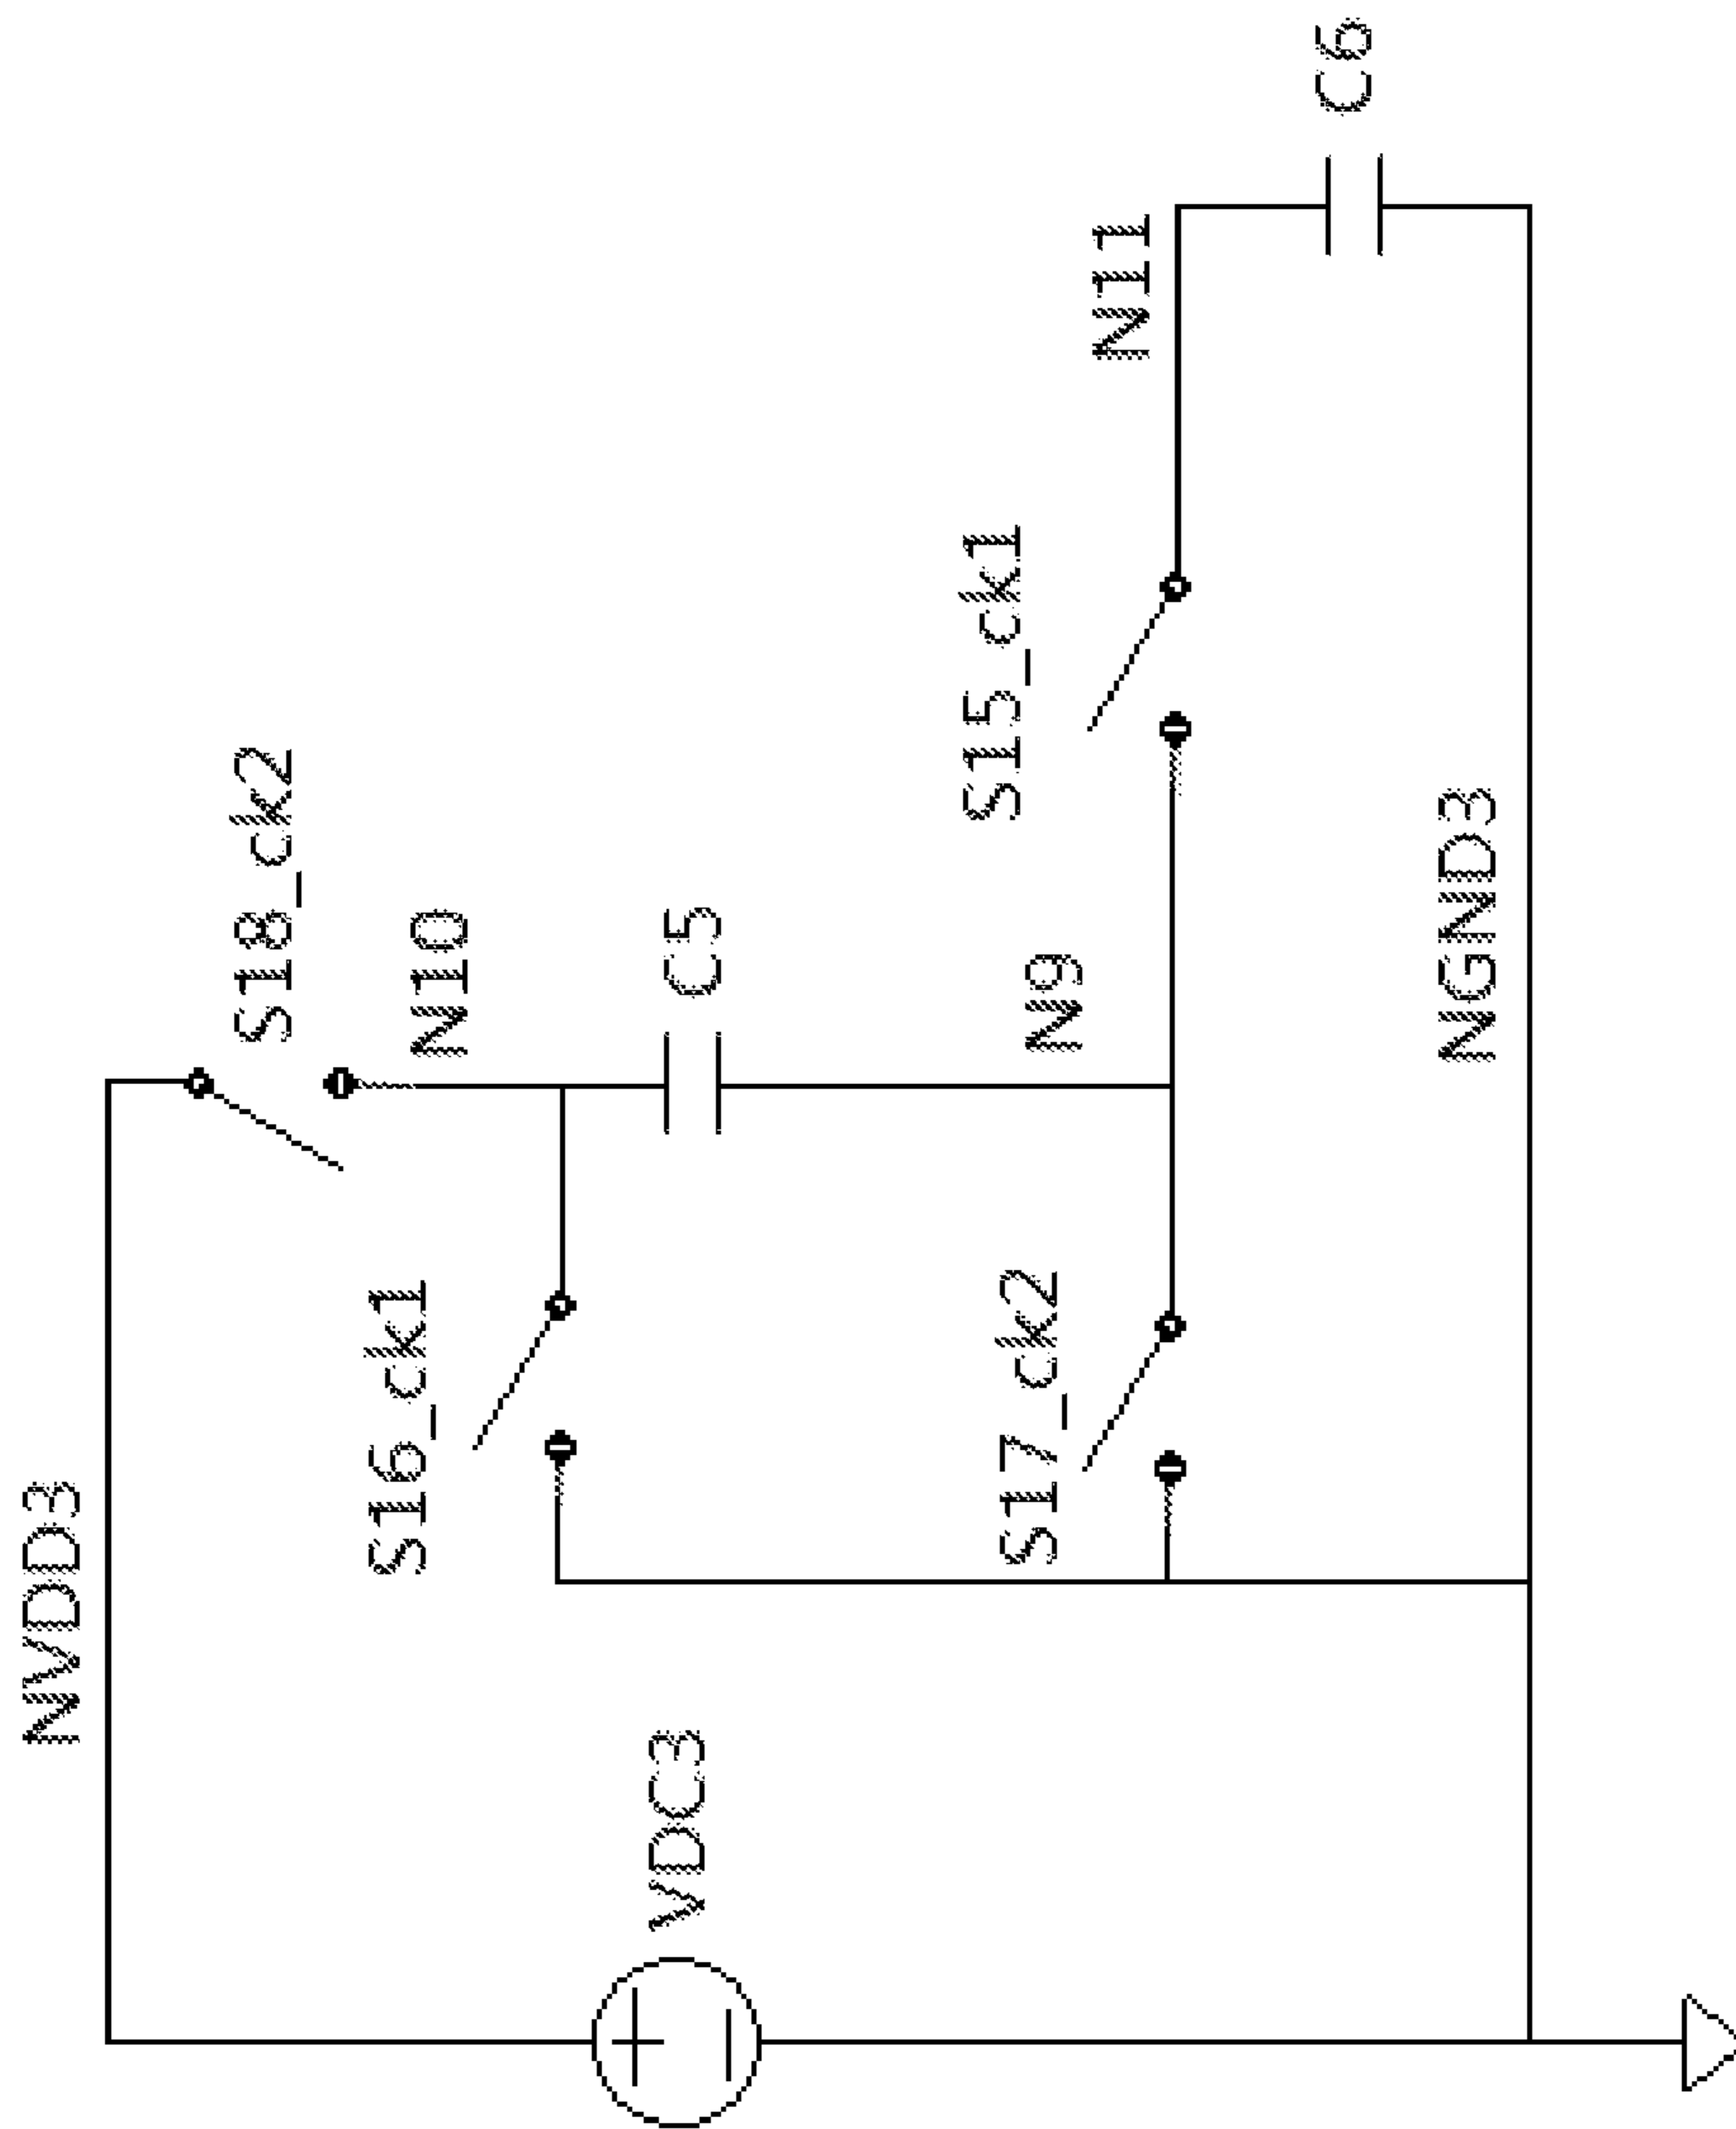 NVDD3
S18_ck2
N10
S16_ck1
C5
VDC3
N9
S15_ck1
S17_ck2
N11
C6
NGND3